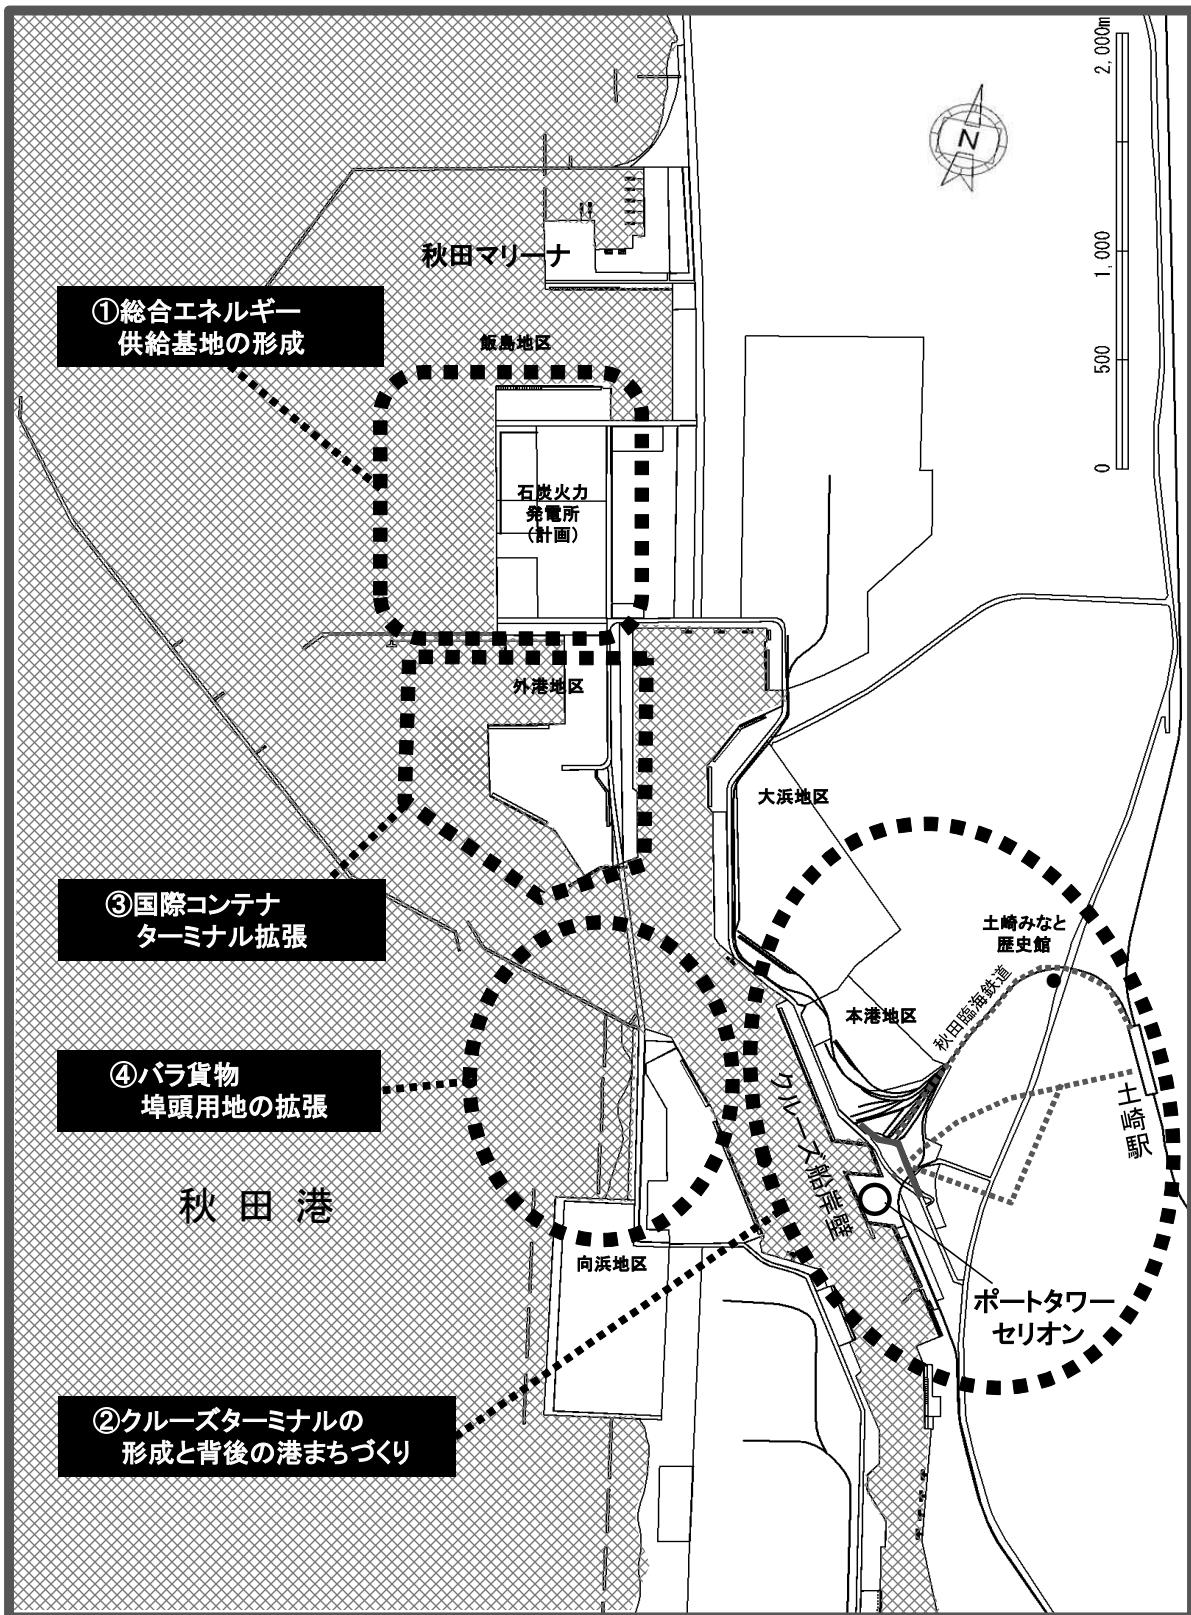 2,000m
1,000
500
0
N
秋田マリーナ
①総合エネルギー
供給基地の形成
飯島地区
石炭火力
発電所
(計画)
外港地区
大浜地区
③国際コンテナ
ターミナル拡張
土崎みなと
歴史館
秋田臨海鉄道
本港地区
④バラ貨物
埠頭用地の拡張
クルーズ船岸壁
土崎駅
秋田港
向浜地区
ポートタワー
セリオン
②クルーズターミナルの
形成と背後の港まちづくり